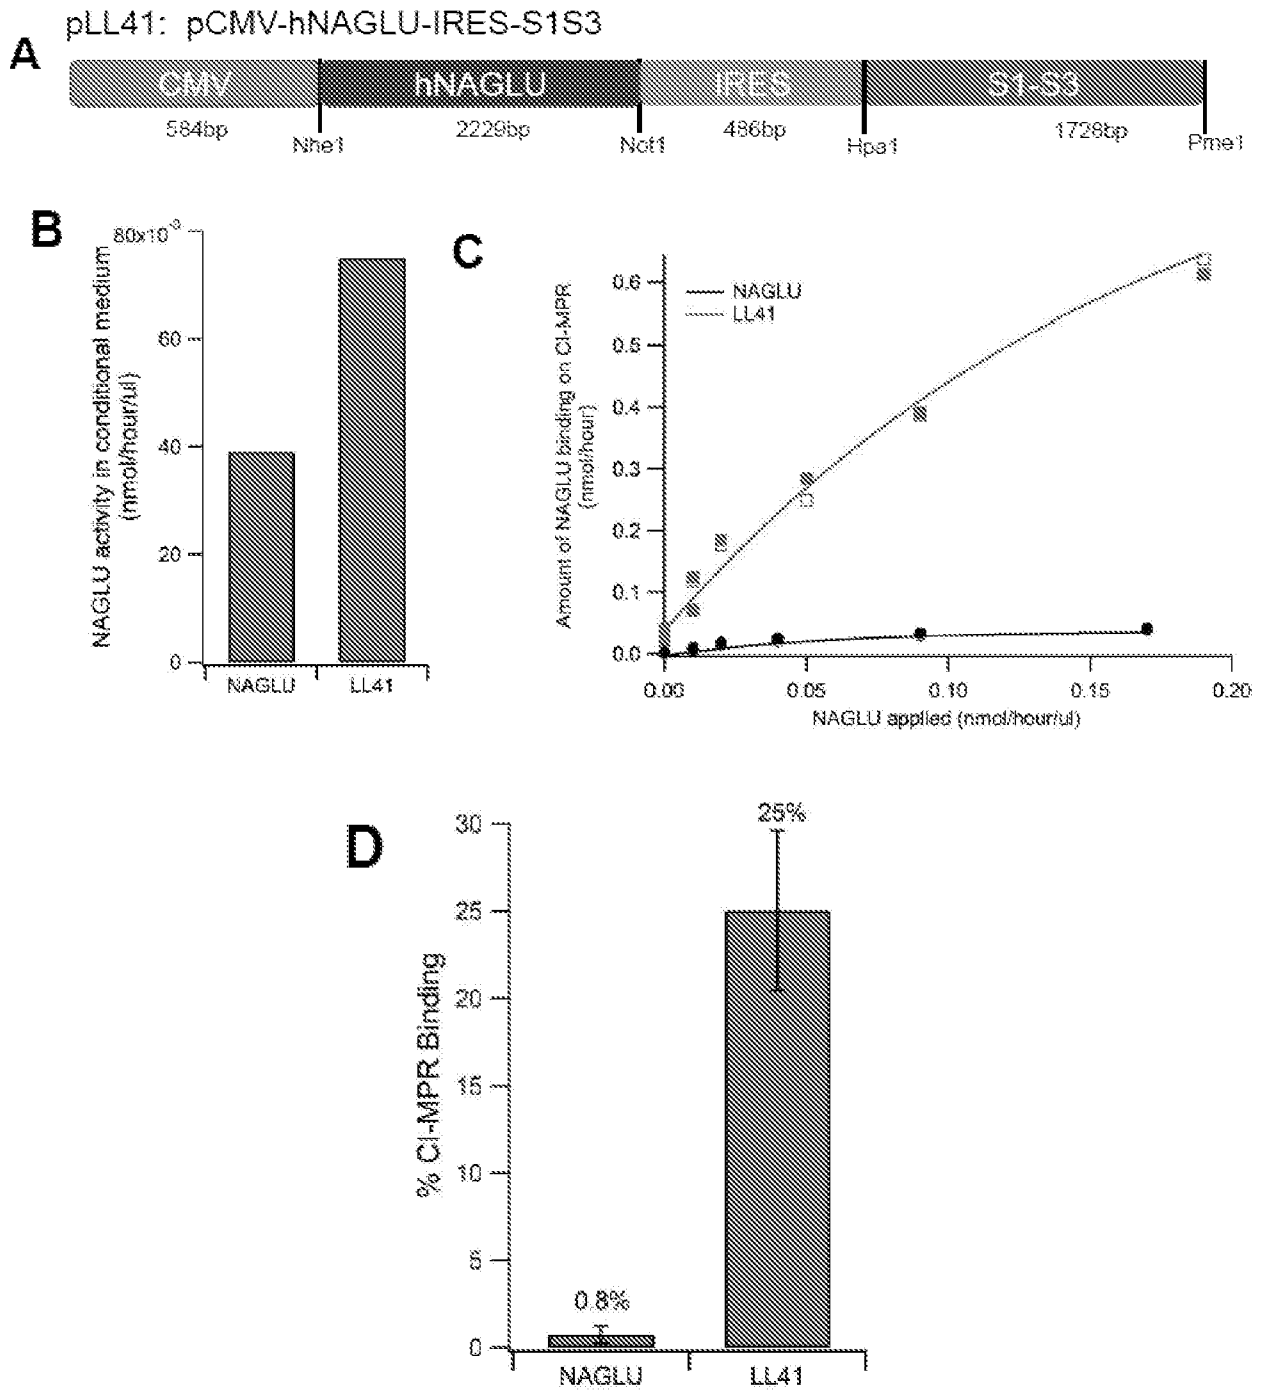 pLL41: pCMV-hNAGLU-IRES-S1S3
A
CMV hNAGLU IRES S1-S3
584bp 2229bp 486bp 1728bp
Nhe1 Not1 Hpa1 Pme1
B
NAGLU activity in conditional medium
(nmol/hour/ul)
80x10⁻³
60
40
20
0
NAGLU LL41
C
Amount of NAGLU binding on CI-MPR
(nmol/hour)
NAGLU
LL41
0.6
0.5
0.4
0.3
0.2
0.1
0.0
0.00 0.05 0.10 0.15 0.20
NAGLU applied (nmol/hour/ul)
D
% CI-MPR Binding
30
25
20
15
10
5
0
0.8%
25%
NAGLU LL41